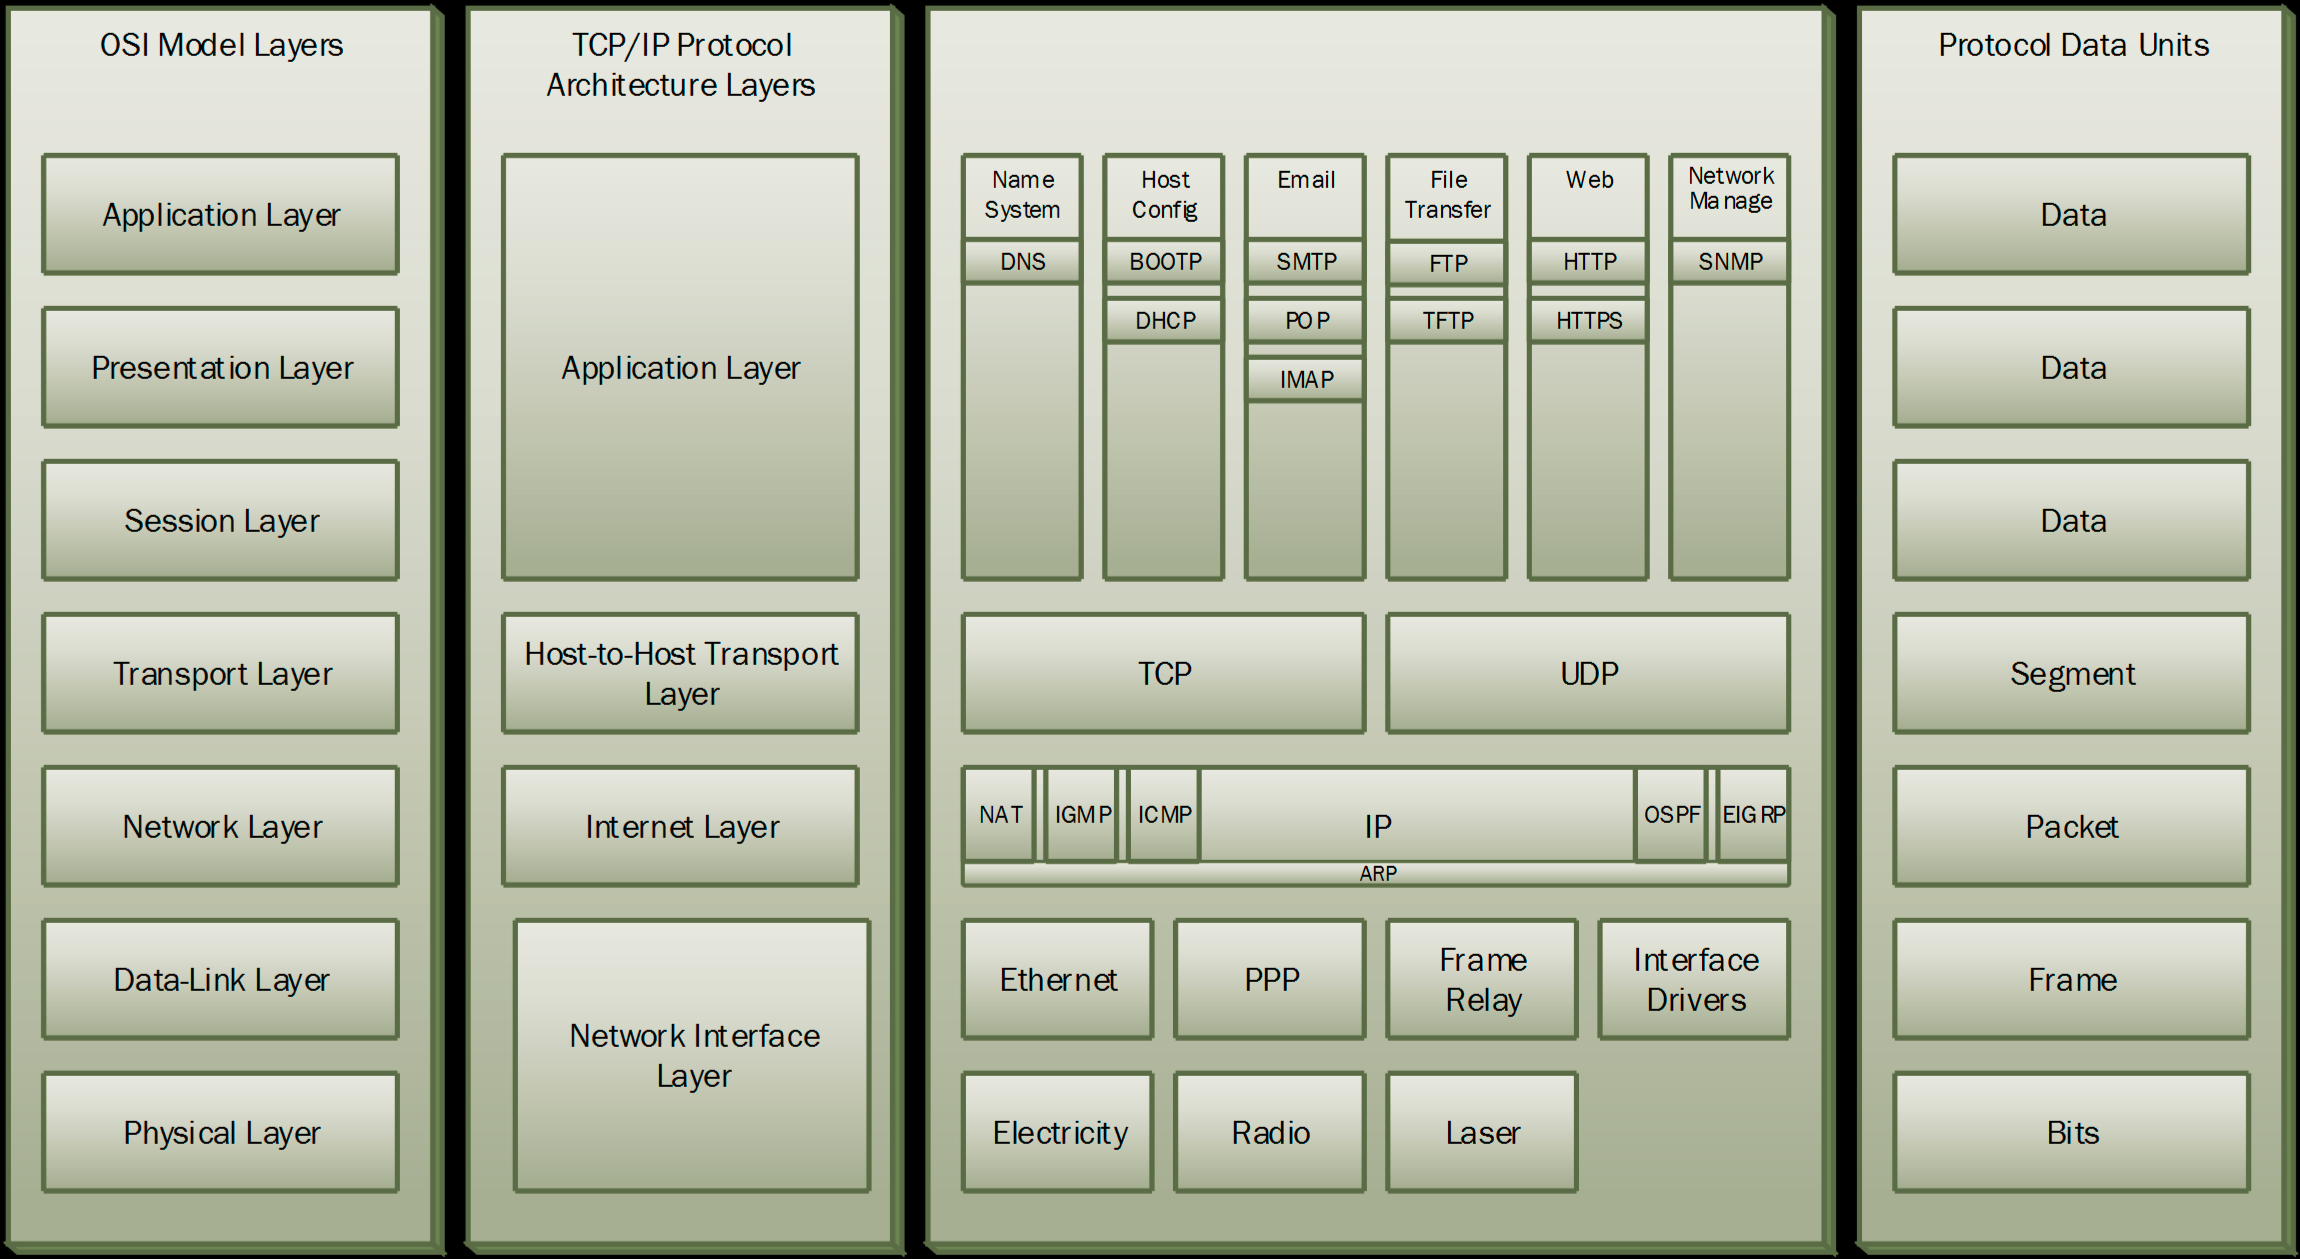 OSI Model Layers
Application Layer
Presentation Layer
Session Layer
Transport Layer
Network Layer
Data-Link Layer
Physical Layer
TCP/IP Protocol
Architecture Layers
Application Layer
Host-to-Host Transport
Layer
Internet Layer
Network Interface
Layer
Name
System
DNS
Host
Config
BOOTP
DHCP
Email
SMTP
POP
IMAP
File
Transfer
FTP
TFTP
Web
HTTP
HTTPS
Network
Manage
SNMP
TCP
UDP
NAT
IGMP
ICMP
IP
OSPF
EIGRP
ARP
Ethernet
PPP
Frame
Relay
Interface
Drivers
Electricity
Radio
Laser
Protocol Data Units
Data
Data
Data
Segment
Packet
Frame
Bits